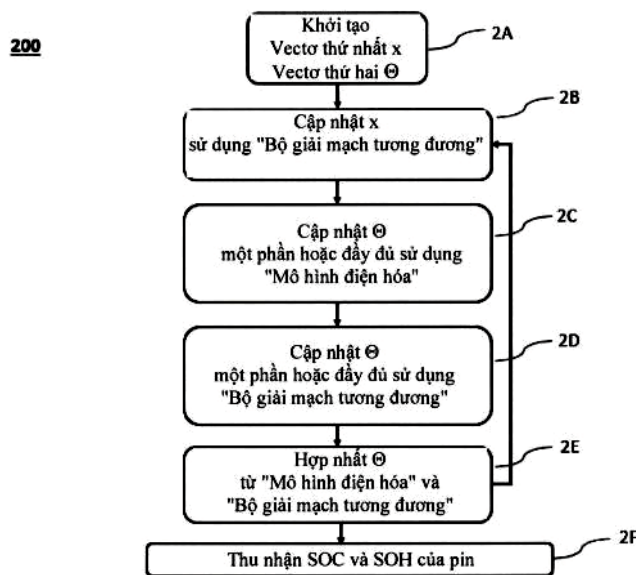 200
Khởi tạo
Vectơ thứ nhất x
Vectơ thứ hai Θ
2A
Cập nhật x
sử dụng "Bộ giải mạch tương đương"
2B
Cập nhật Θ
một phần hoặc đầy đủ sử dụng
"Mô hình điện hóa"
2C
Cập nhật Θ
một phần hoặc đầy đủ sử dụng
"Bộ giải mạch tương đương"
2D
Hợp nhất Θ
từ "Mô hình điện hóa" và
"Bộ giải mạch tương đương"
2E
Thu nhận SOC và SOH của pin
2F